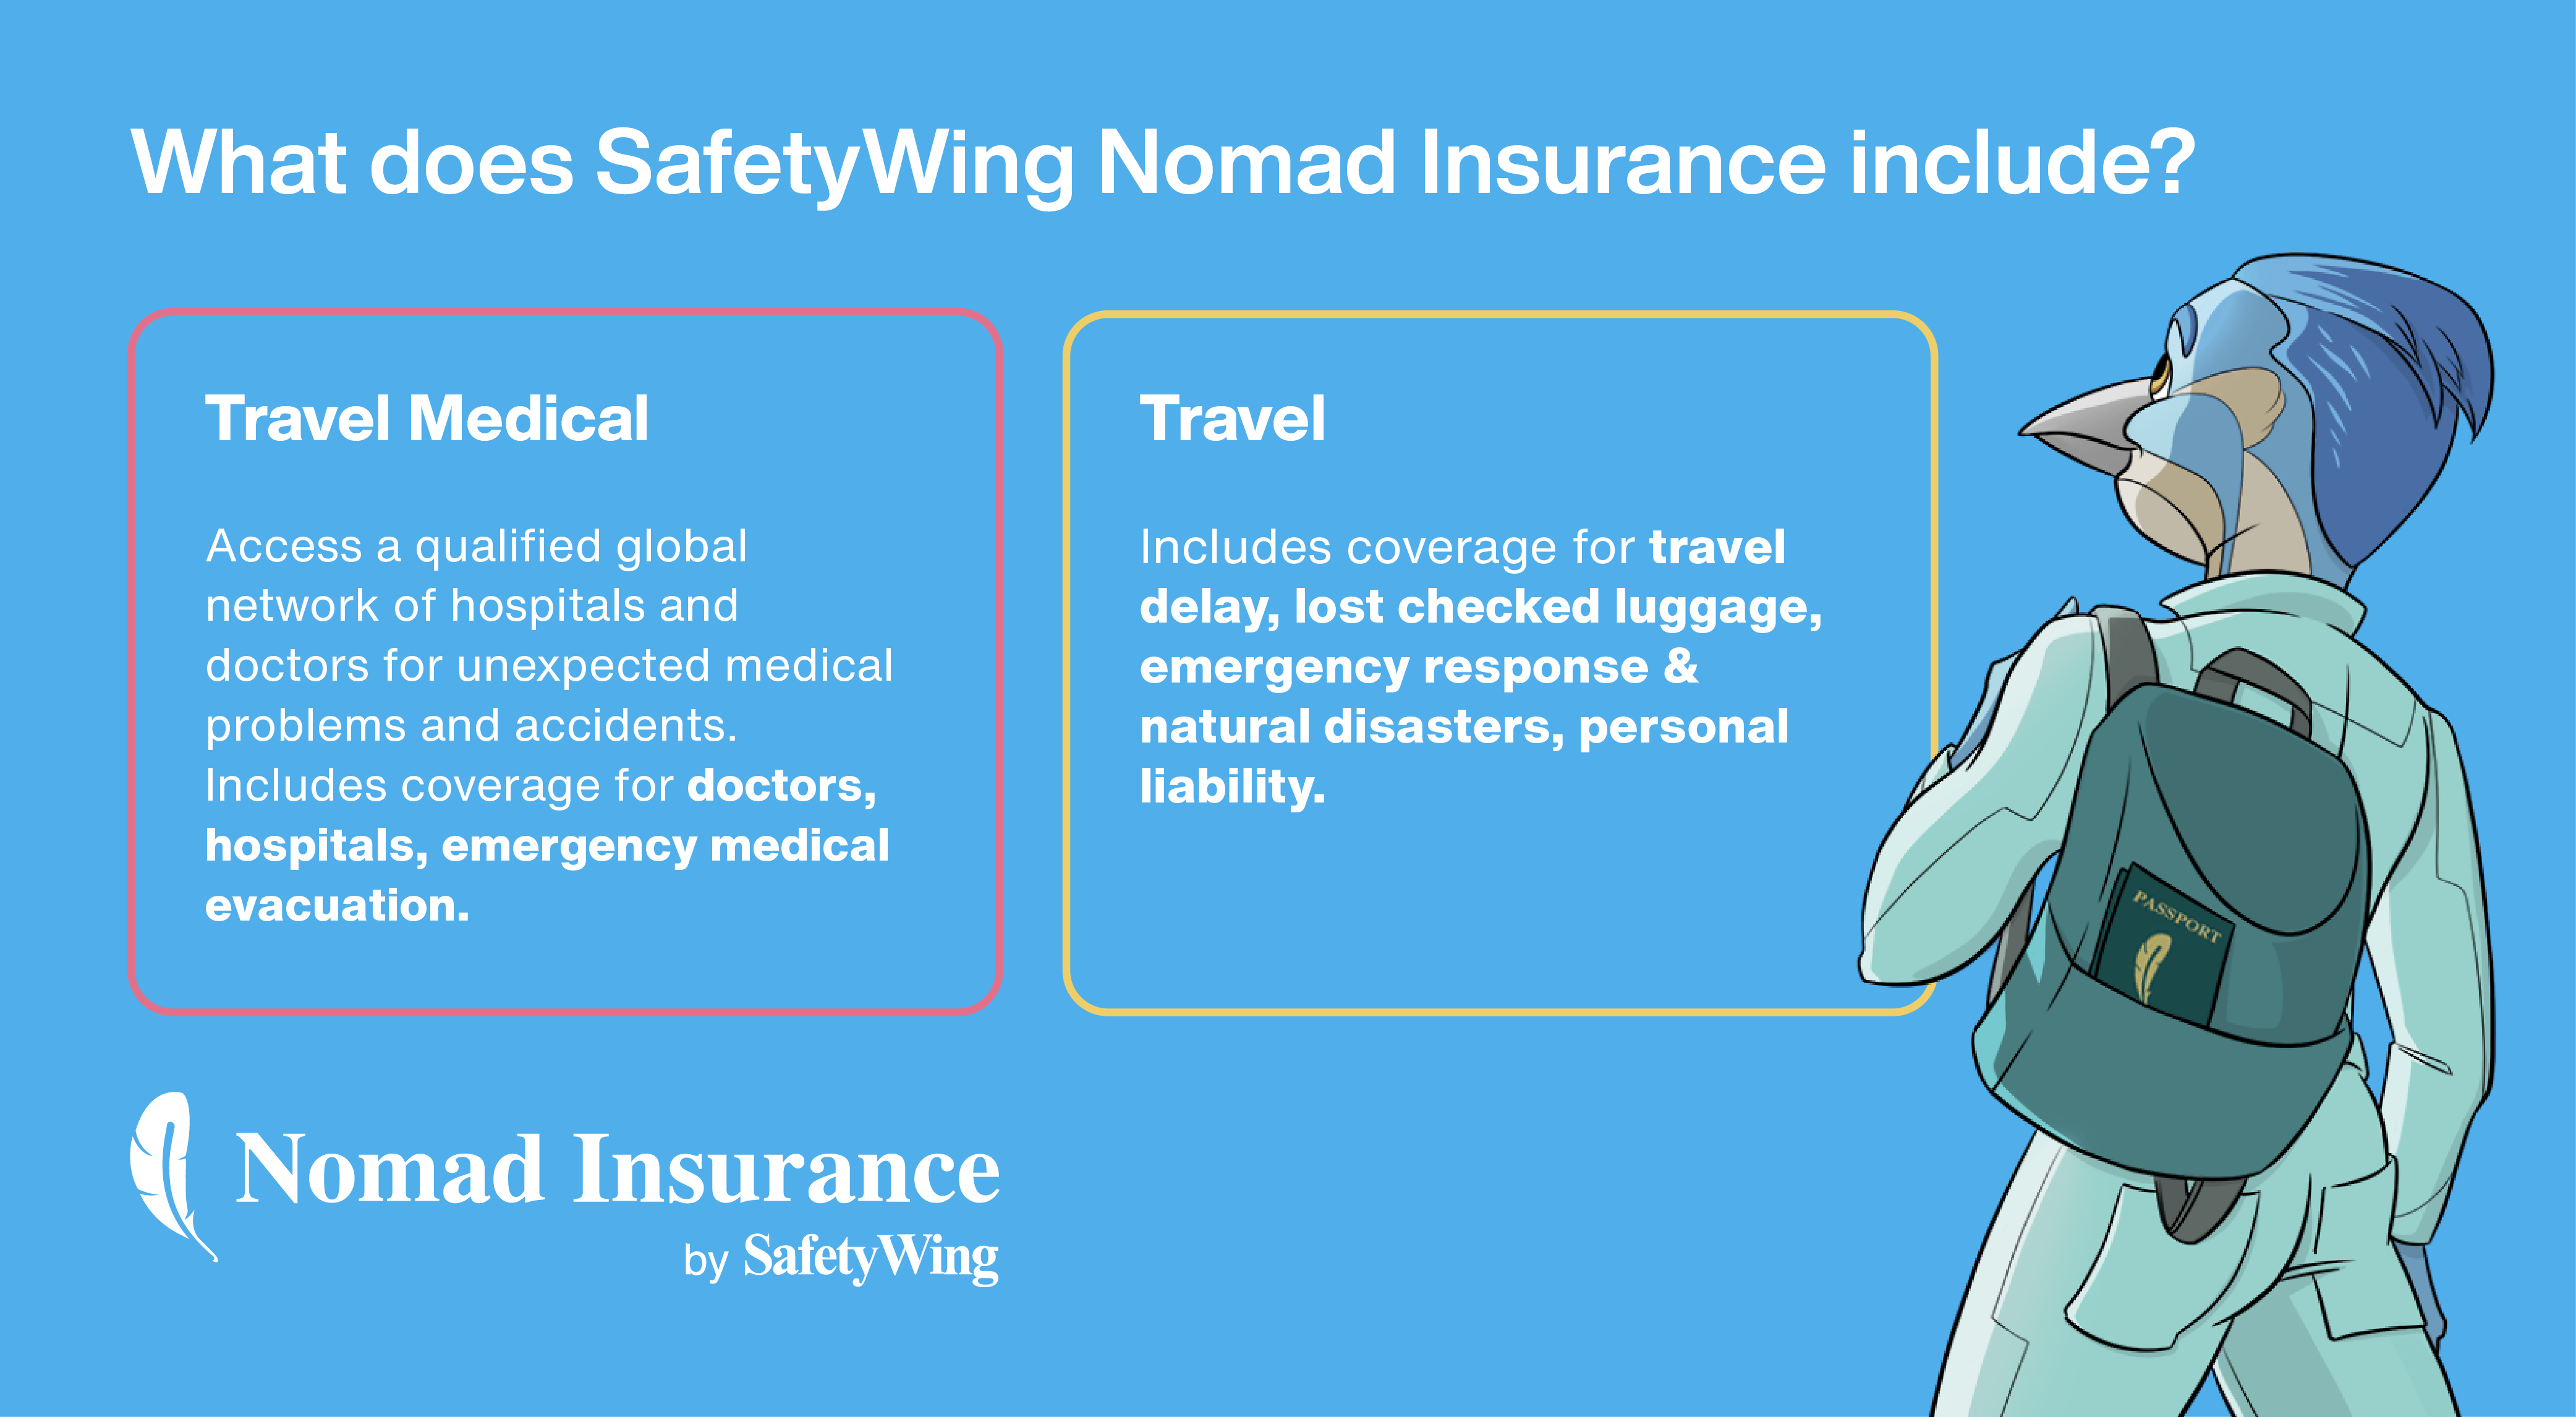 What does SafetyWing Nomad Insurance include?
Travel Medical
Access a qualified global
network of hospitals and
doctors for unexpected medical
problems and accidents.
Includes coverage for doctors,
hospitals, emergency medical
evacuation.
Travel
Includes coverage for travel
delay, lost checked luggage,
emergency response &
natural disasters, personal
liability.
PASSPORT
Nomad Insurance
by SafetyWing